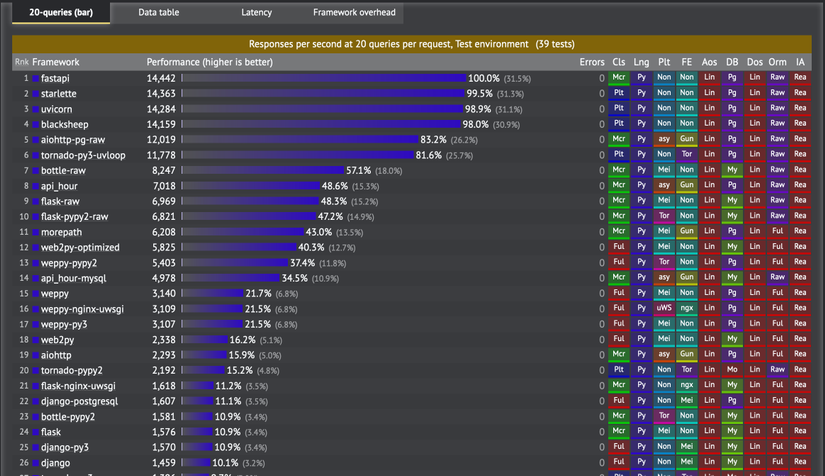 20-queries (bar) Data table Latency Framework overhead
Responses per second at 20 queries per request, Test environment (39 tests)
Rnk Framework Performance (higher is better) Errors Cls Lng Plt FE Aos DB Dos Orm IA
1 fastapi 14,442 100.0% (31.5%) 0 Mcr Py Non Non Lin Pg Lin Raw Rea
2 starlette 14,363 99.5% (31.3%) 0 Plt Py Non Non Lin Pg Lin Raw Rea
3 uvicorn 14,284 98.9% (31.1%) 0 Plt Py Non Non Lin Pg Lin Raw Rea
4 blacksheep 14,159 98.0% (30.9%) 0 Plt Py Non Non Lin Pg Lin Raw Rea
5 aiohttp-pg-raw 12,019 83.2% (26.2%) 0 Mcr Py asy Gun Lin Pg Lin Raw Rea
6 tornado-py3-uvloop 11,778 81.6% (25.7%) 0 Plt Py Non Tor Lin Pg Lin Raw Rea
7 bottle-raw 8,247 57.1% (18.0%) 0 Mcr Py Mei Non Lin My Lin Raw Rea
8 api_hour 7,018 48.6% (15.3%) 0 Mcr Py asy Gun Lin Pg Lin Raw Rea
9 flask-raw 6,969 48.3% (15.2%) 0 Mcr Py Mei Non Lin My Lin Raw Rea
10 flask-pypy2-raw 6,821 47.2% (14.9%) 0 Mcr Py Tor Non Lin My Lin Raw Rea
11 morepath 6,208 43.0% (13.5%) 0 Mcr Py Mei Gun Lin Pg Lin Ful Rea
12 web2py-optimized 5,825 40.3% (12.7%) 0 Ful Py Mei Non Lin My Lin Ful Rea
13 weppy-pypy2 5,403 37.4% (11.8%) 0 Ful Py Tor Non Lin Pg Lin Ful Rea
14 api_hour-mysql 4,978 34.5% (10.9%) 0 Mcr Py asy Gun Lin My Lin Raw Rea
15 weppy 3,140 21.7% (6.8%) 0 Ful Py Mei Non Lin Pg Lin Ful Rea
16 weppy-nginx-uwsgi 3,109 21.5% (6.8%) 0 Ful Py uWS ngx Lin Pg Lin Ful Rea
17 weppy-py3 3,107 21.5% (6.8%) 0 Ful Py Mei Non Lin Pg Lin Ful Rea
18 web2py 2,338 16.2% (5.1%) 0 Ful Py Mei Non Lin My Lin Ful Rea
19 aiohttp 2,293 15.9% (5.0%) 0 Mcr Py asy Gun Lin Pg Lin Ful Rea
20 tornado-pypy2 2,192 15.2% (4.8%) 0 Plt Py Non Tor Lin Mo Lin Raw Rea
21 flask-nginx-uwsgi 1,618 11.2% (3.5%) 0 Mcr Py Non ngx Lin My Lin Ful Rea
22 django-postgresql 1,607 11.1% (3.5%) 0 Ful Py Non Mei Lin Pg Lin Ful Rea
23 bottle-pypy2 1,581 10.9% (3.4%) 0 Mcr Py Tor Non Lin My Lin Ful Rea
24 flask 1,576 10.9% (3.4%) 0 Mcr Py Mei Non Lin My Lin Ful Rea
25 django-py3 1,570 10.9% (3.4%) 0 Ful Py Non Mei Lin My Lin Ful Rea
26 django 1,459 10.1% (3.2%) 0 Ful Py Non Mei Lin My Lin Ful Rea